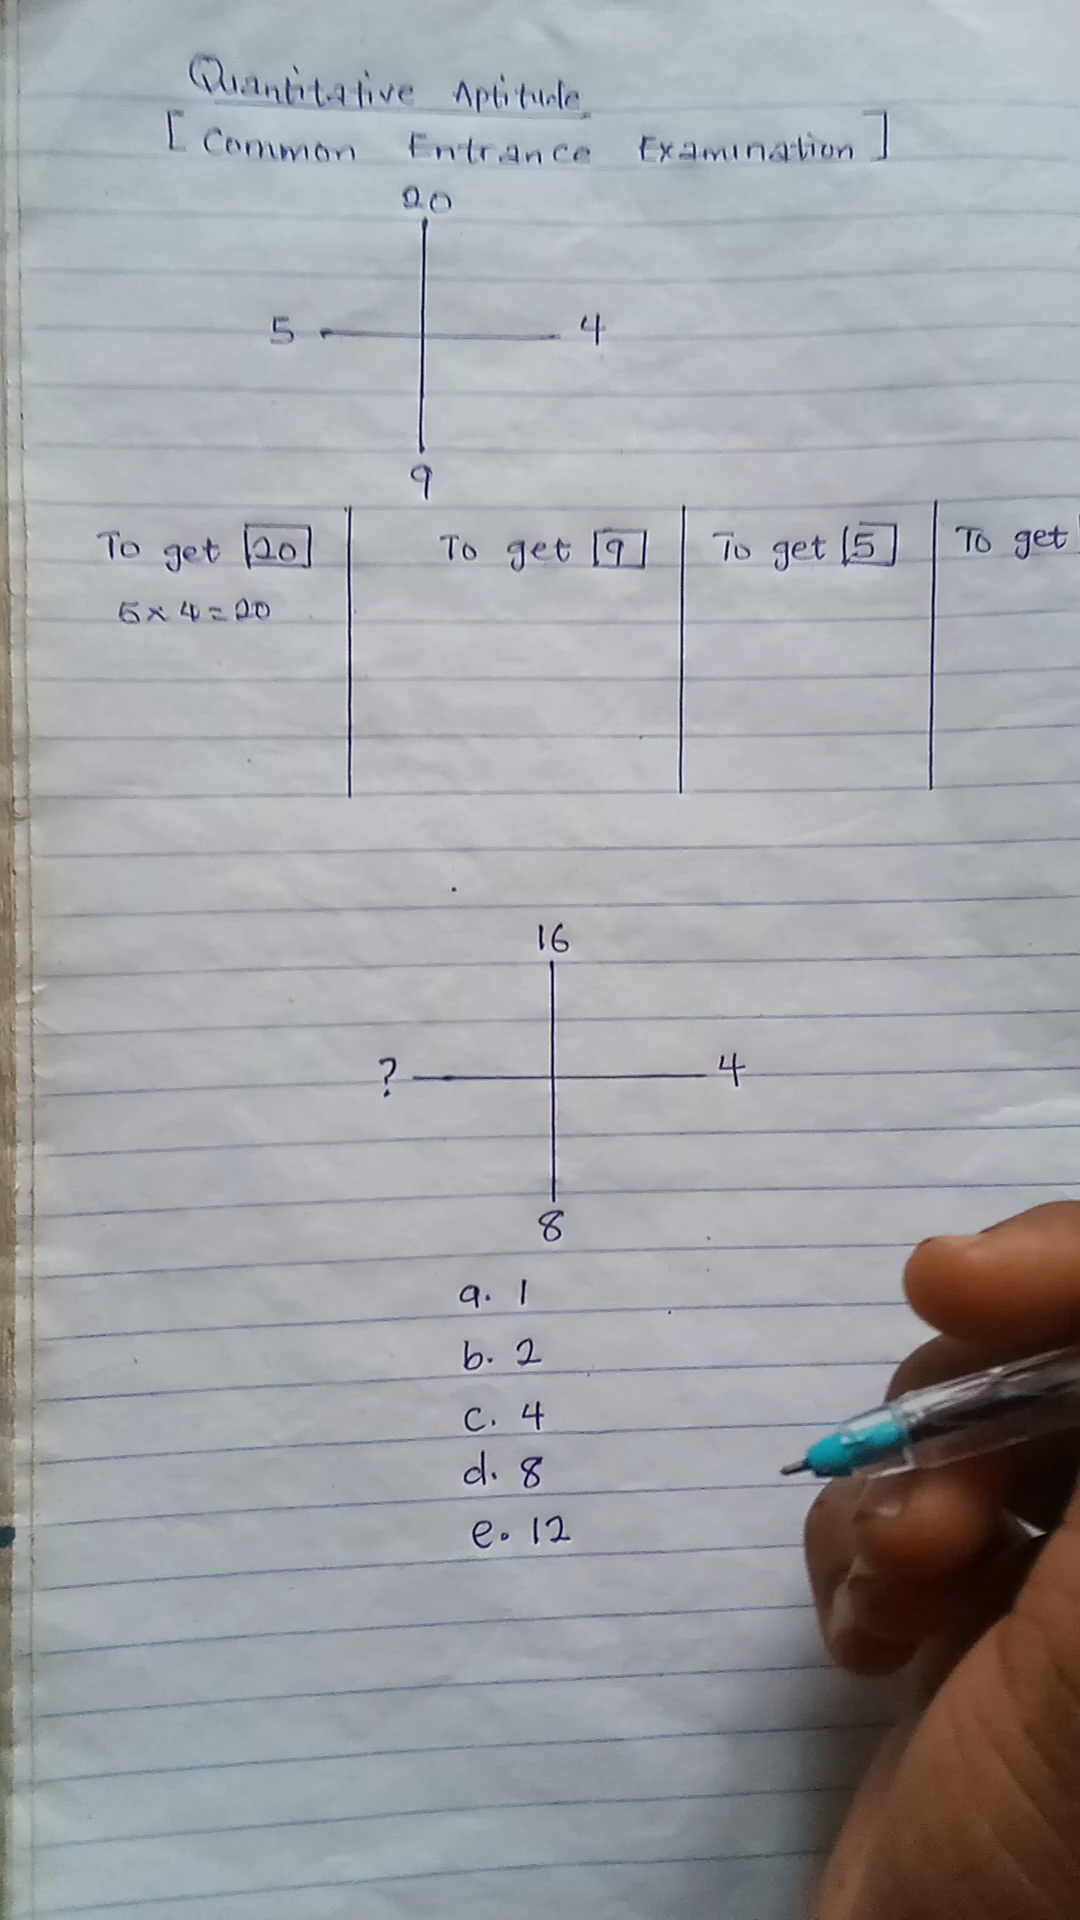 Quantitative Aptitude
[Common Entrance Examination]
20
5 4
9
To get 20 To get 9 To get 5 To get
5 x 4 = 20
16
? 4
8
a. 1
b. 2
c. 4
d. 8
e. 12